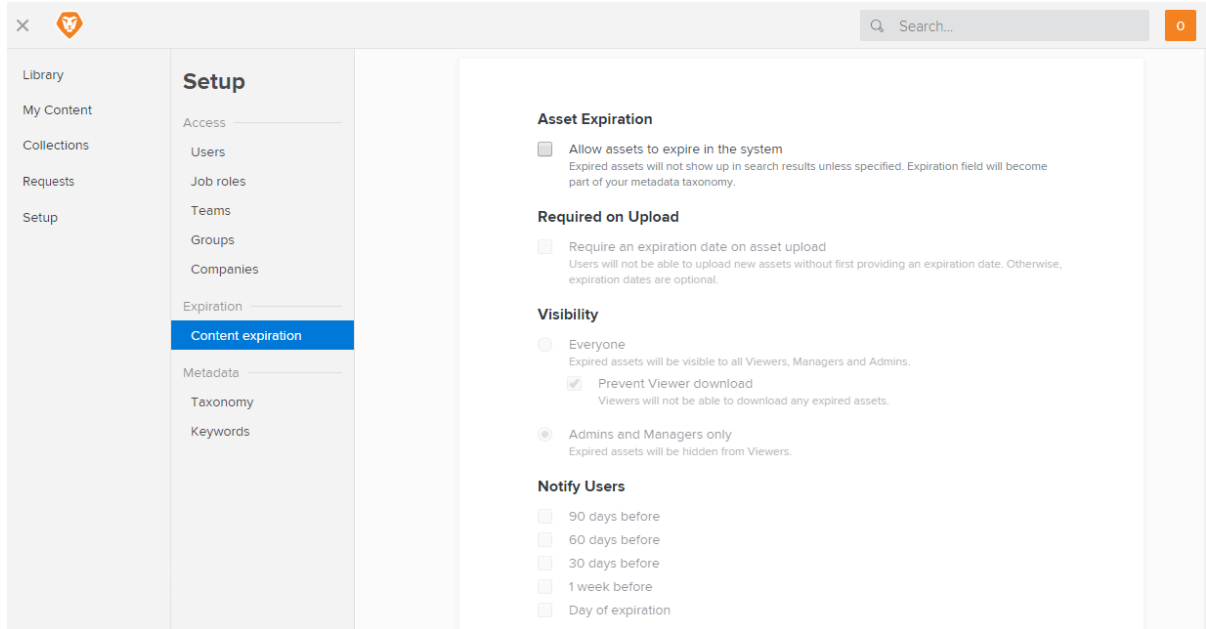 Search...
0
Library
My Content
Collections
Requests
Setup
Setup
Access
Users
Job roles
Teams
Groups
Companies
Expiration
Content expiration
Metadata
Taxonomy
Keywords
Asset Expiration
Allow assets to expire in the system
Expired assets will not show up in search results unless specified. Expiration field will become
part of your metadata taxonomy.
Required on Upload
Require an expiration date on asset upload
Users will not be able to upload new assets without first providing an expiration date. Otherwise,
expiration dates are optional.
Visibility
Everyone
Expired assets will be visible to all Viewers, Managers and Admins.
Prevent Viewer download
Viewers will not be able to download any expired assets.
Admins and Managers only
Expired assets will be hidden from Viewers.
Notify Users
90 days before
60 days before
30 days before
1 week before
Day of expiration